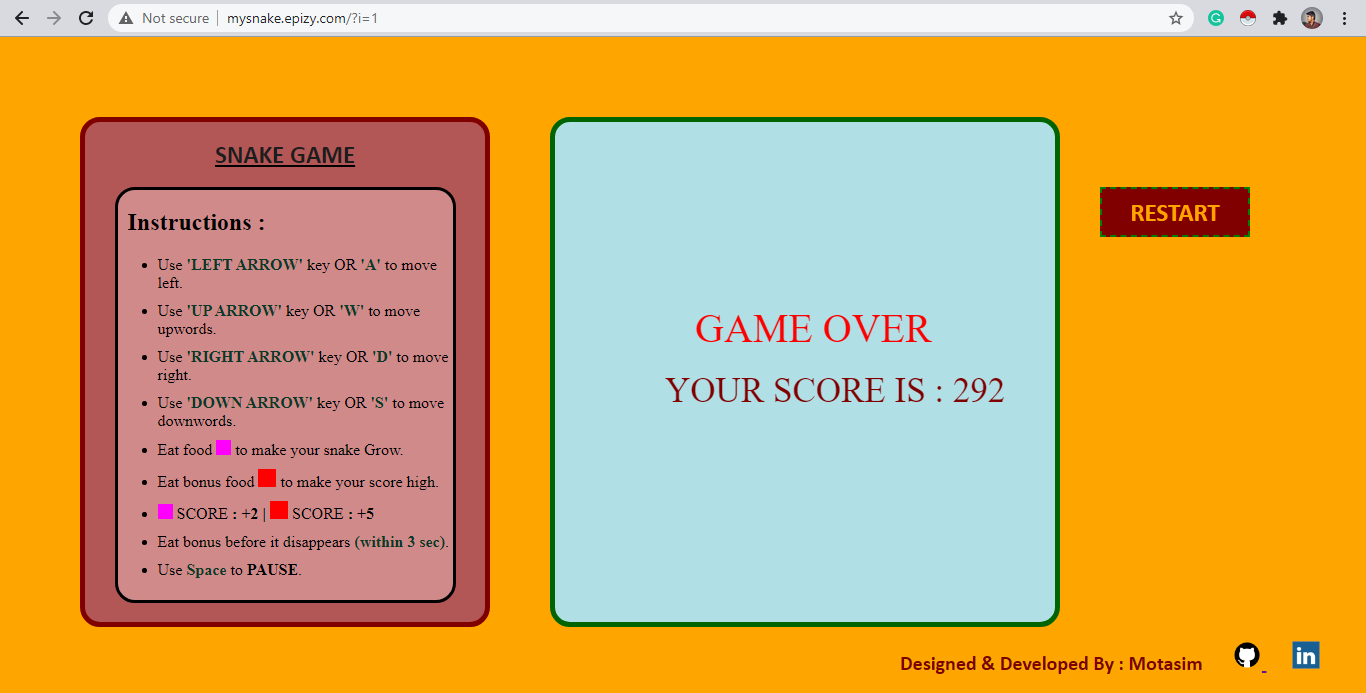 Not secure
mysnake.epizy.com/?i=1
SNAKE GAME
Instructions :
Use 'LEFT ARROW' key OR 'A' to move
left.
Use 'UP ARROW' key OR 'W' to move
upwords.
Use 'RIGHT ARROW' key OR 'D' to move
right.
Use 'DOWN ARROW' key OR 'S' to move
downwords.
Eat food to make your snake Grow.
Eat bonus food to make your score high.
SCORE : +2 | SCORE : +5
Eat bonus before it disappears (within 3 sec).
Use Space to PAUSE.
GAME OVER
YOUR SCORE IS : 292
RESTART
Designed & Developed By : Motasim
in